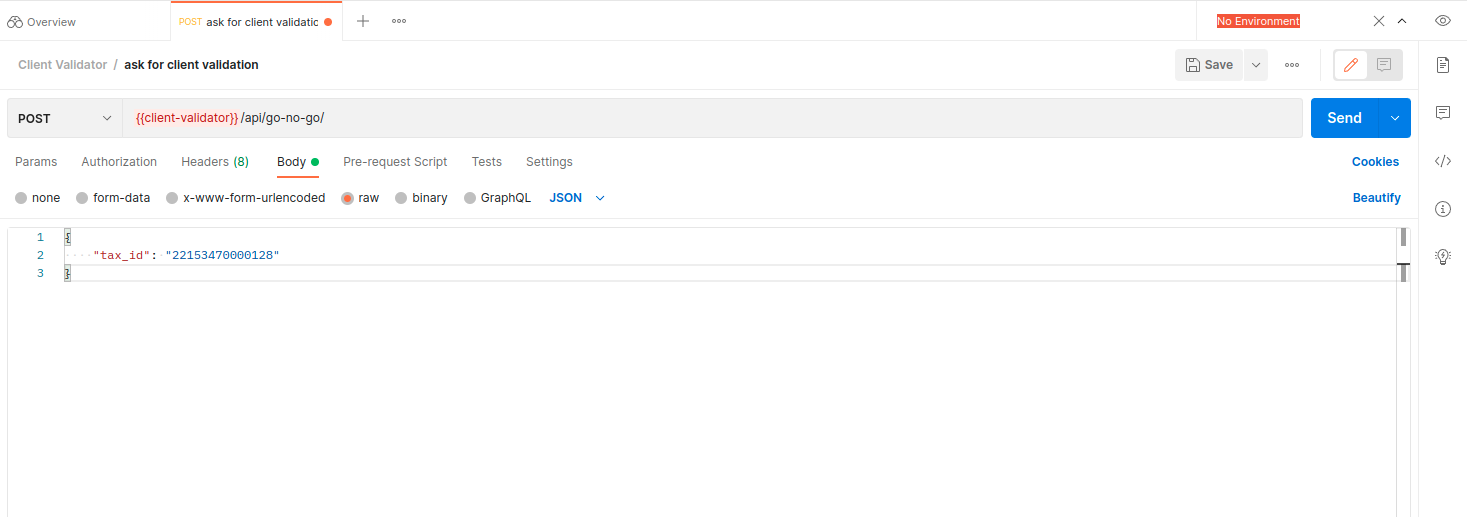 Overview
POST ask for client validatic
No Environment
Client Validator / ask for client validation
Save
POST
{{client-validator}} /api/go-no-go/
Send
Params Authorization Headers (8) Body Pre-request Script Tests Settings
Cookies
none form-data x-www-form-urlencoded raw binary GraphQL JSON
Beautify
1 {
2 ····"tax_id":·"22153470000128"
3 }